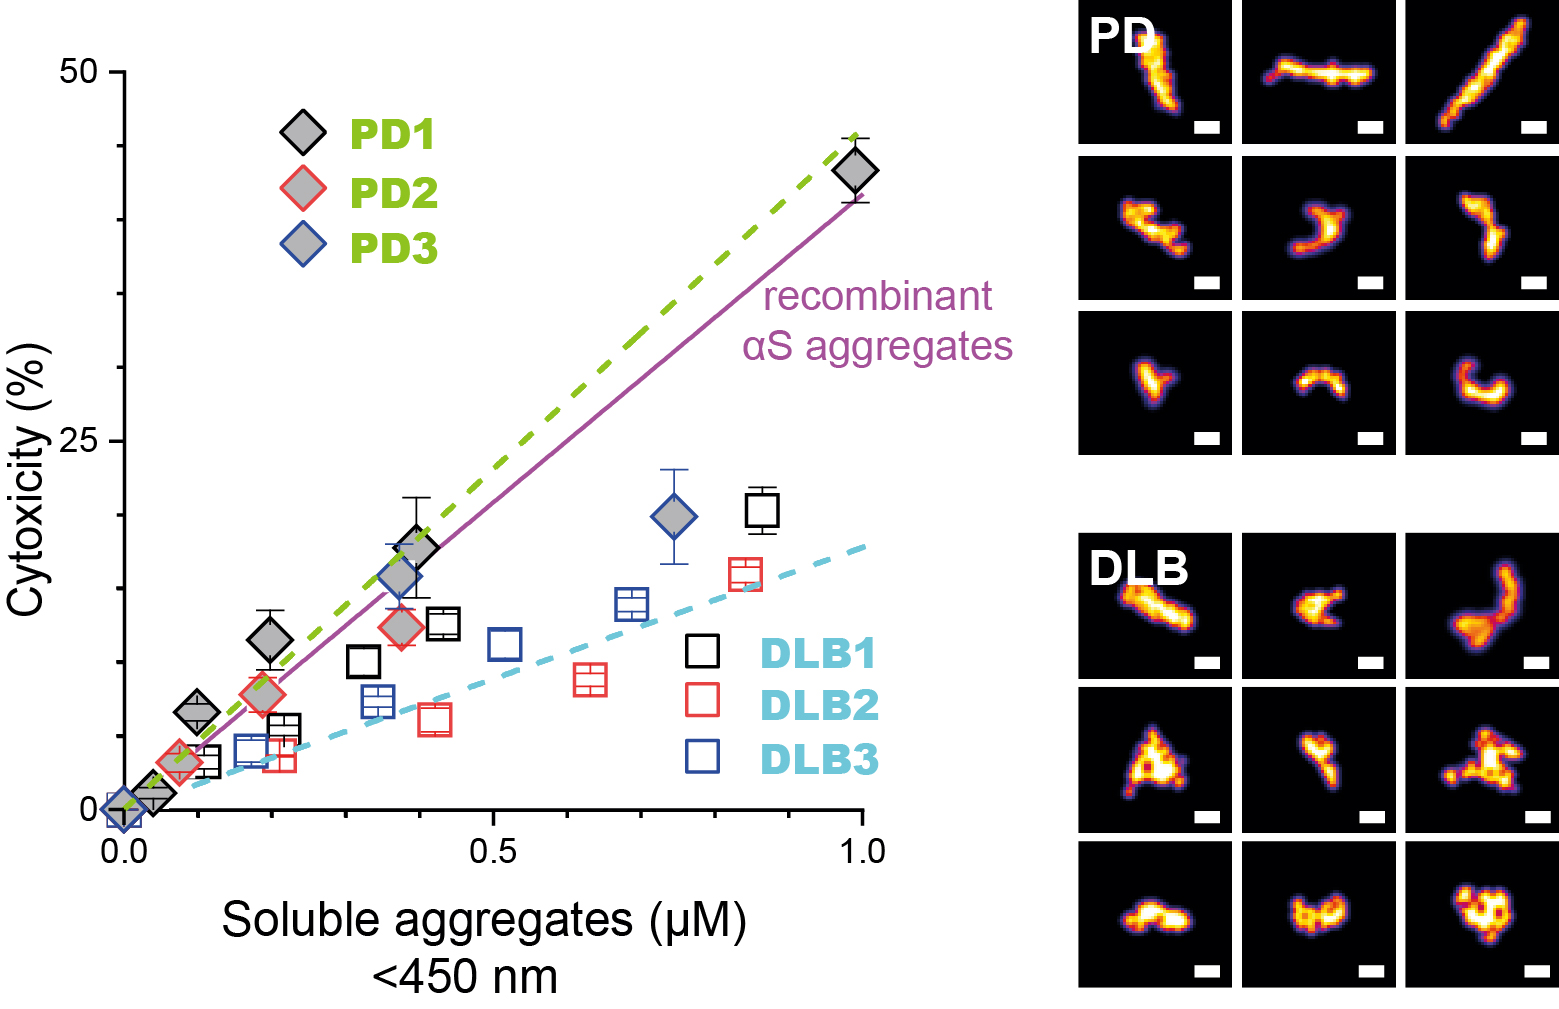 50
PD1
PD2
PD3
recombinant
αS aggregates
25
Cytoxicity (%)
DLB1
DLB2
DLB3
0
0.0
0.5
1.0
Soluble aggregates (μM)
<450 nm
PD
DLB